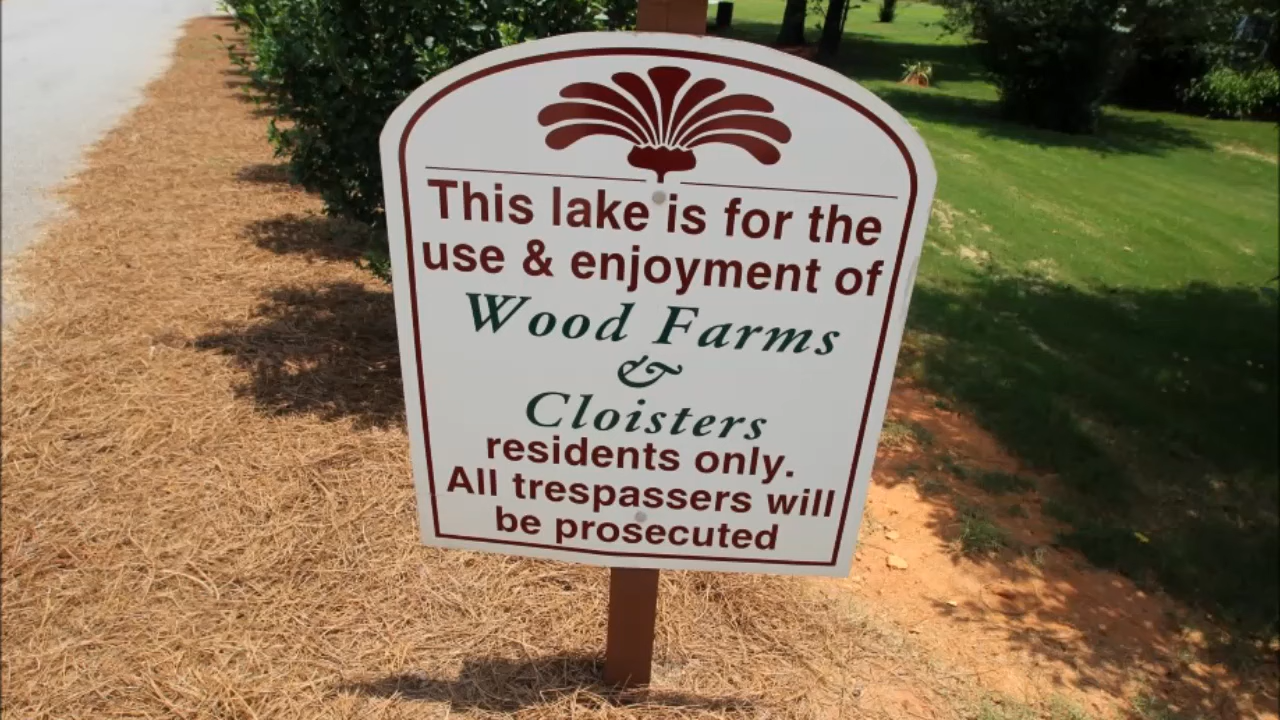 This lake is for the
use & enjoyment of
Wood Farms
&
Cloisters
residents only.
All trespassers will
be prosecuted